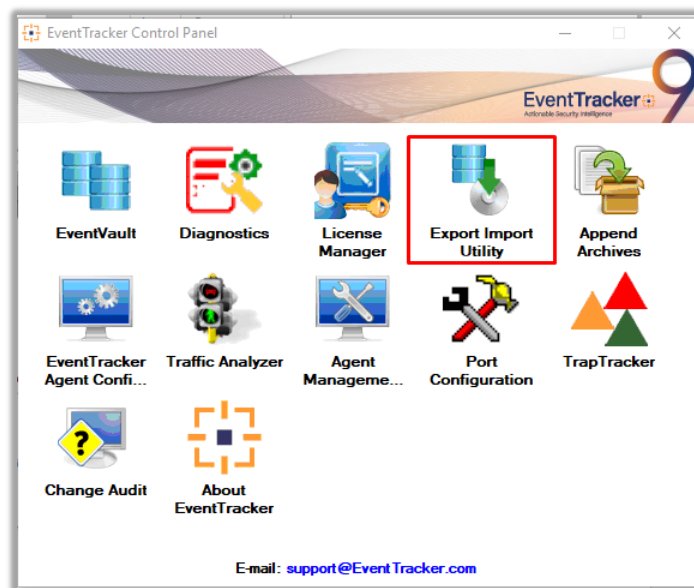 EventTracker Control Panel
EventTracker
Actionable Security Intelligence
9
EventVault
Diagnostics
License
Manager
Export Import
Utility
Append
Archives
EventTracker
Agent Confi...
Traffic Analyzer
Agent
Manageme...
Port
Configuration
TrapTracker
?
Change Audit
About
EventTracker
E-mail: support@EventTracker.com